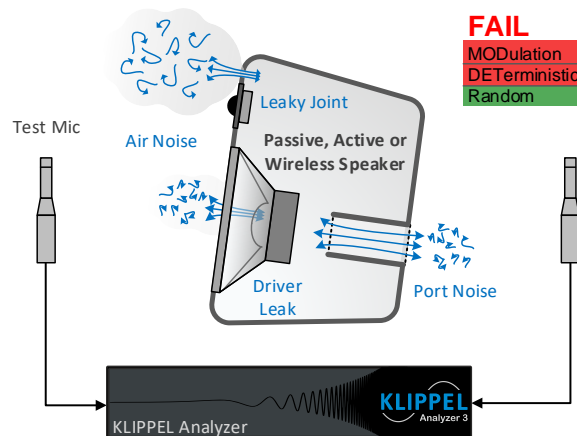 FAIL
MODulation
DETerministic
Random
Leaky Joint
Test Mic
Air Noise
Passive, Active or
Wireless Speaker
Driver
Leak
Port Noise
KLIPPEL Analyzer
KLIPPEL
Analyzer 3